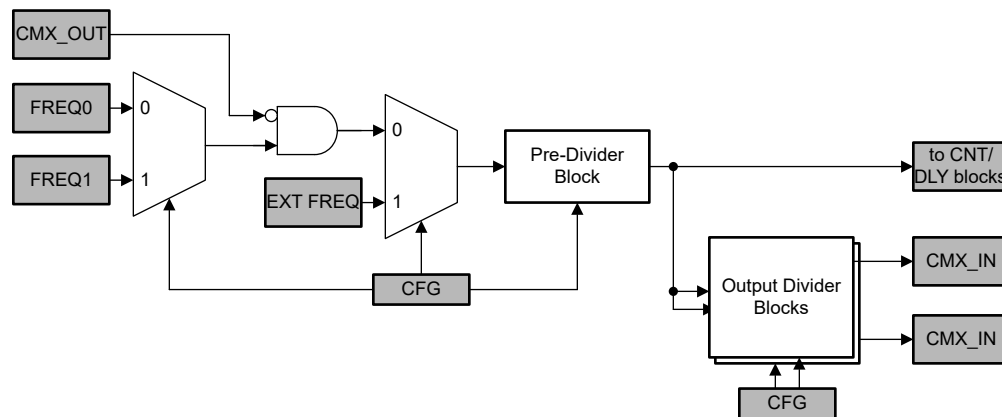 CMX_OUT
FREQ0
0
FREQ1
1
0
EXT FREQ
1
Pre-Divider
Block
to CNT/
DLY blocks
CFG
Output Divider
Blocks
CMX_IN
CMX_IN
CFG